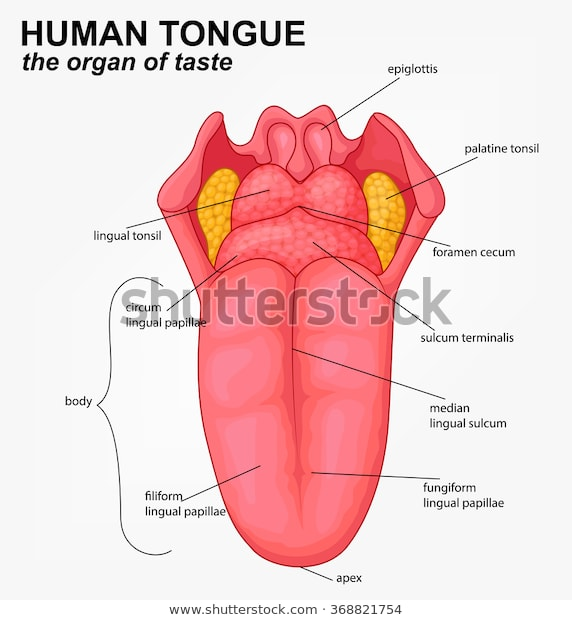 HUMAN TONGUE
the organ of taste
epiglottis
palatine tonsil
lingual tonsil
foramen cecum
circum
lingual papillae
shutterstock
sulcum terminalis
body
median
lingual sulcum
filiform
lingual papillae
fungiform
lingual papillae
apex
shutterstock.com · 368821754